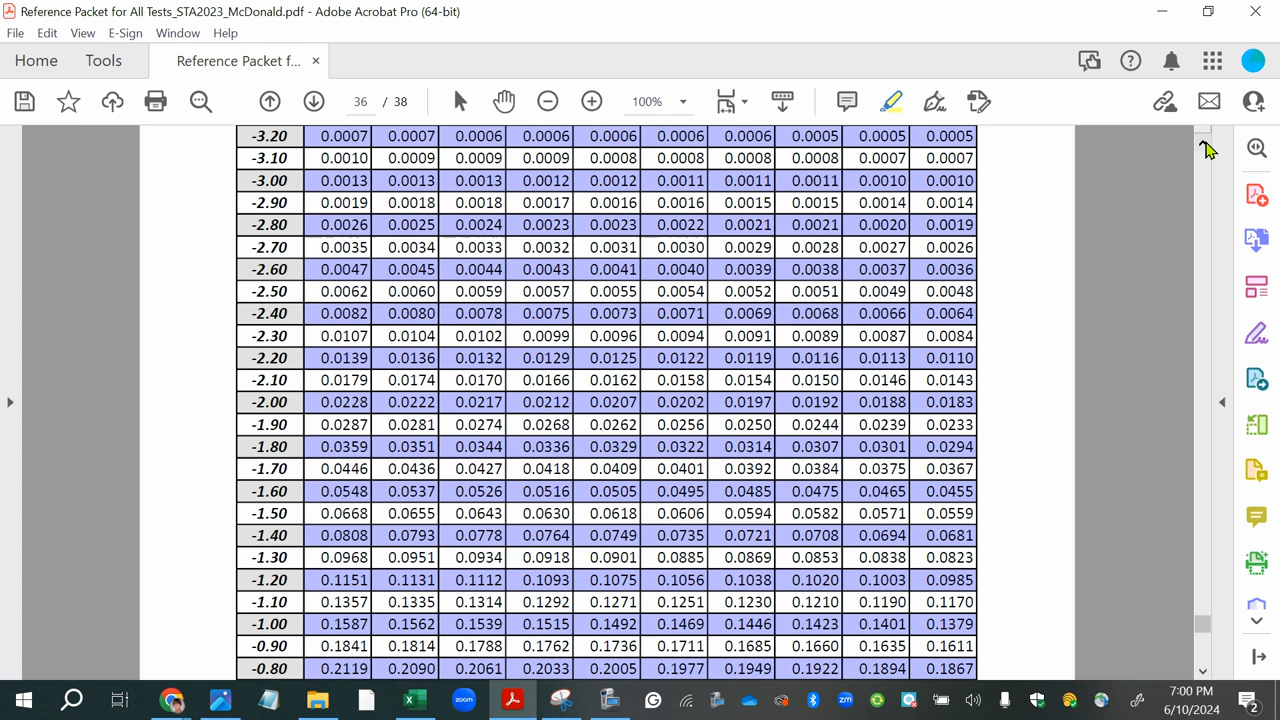 Reference Packet for All Tests_STA2023_McDonald.pdf - Adobe Acrobat Pro (64-bit)
File Edit View E-Sign Window Help
Home Tools Reference Packet f... ×
36 / 38 100%
-3.20 0.0007 0.0007 0.0006 0.0006 0.0006 0.0006 0.0006 0.0005 0.0005 0.0005
-3.10 0.0010 0.0009 0.0009 0.0009 0.0008 0.0008 0.0008 0.0008 0.0007 0.0007
-3.00 0.0013 0.0013 0.0013 0.0012 0.0012 0.0011 0.0011 0.0011 0.0010 0.0010
-2.90 0.0019 0.0018 0.0018 0.0017 0.0016 0.0016 0.0015 0.0015 0.0014 0.0014
-2.80 0.0026 0.0025 0.0024 0.0023 0.0023 0.0022 0.0021 0.0021 0.0020 0.0019
-2.70 0.0035 0.0034 0.0033 0.0032 0.0031 0.0030 0.0029 0.0028 0.0027 0.0026
-2.60 0.0047 0.0045 0.0044 0.0043 0.0041 0.0040 0.0039 0.0038 0.0037 0.0036
-2.50 0.0062 0.0060 0.0059 0.0057 0.0055 0.0054 0.0052 0.0051 0.0049 0.0048
-2.40 0.0082 0.0080 0.0078 0.0075 0.0073 0.0071 0.0069 0.0068 0.0066 0.0064
-2.30 0.0107 0.0104 0.0102 0.0099 0.0096 0.0094 0.0091 0.0089 0.0087 0.0084
-2.20 0.0139 0.0136 0.0132 0.0129 0.0125 0.0122 0.0119 0.0116 0.0113 0.0110
-2.10 0.0179 0.0174 0.0170 0.0166 0.0162 0.0158 0.0154 0.0150 0.0146 0.0143
-2.00 0.0228 0.0222 0.0217 0.0212 0.0207 0.0202 0.0197 0.0192 0.0188 0.0183
-1.90 0.0287 0.0281 0.0274 0.0268 0.0262 0.0256 0.0250 0.0244 0.0239 0.0233
-1.80 0.0359 0.0351 0.0344 0.0336 0.0329 0.0322 0.0314 0.0307 0.0301 0.0294
-1.70 0.0446 0.0436 0.0427 0.0418 0.0409 0.0401 0.0392 0.0384 0.0375 0.0367
-1.60 0.0548 0.0537 0.0526 0.0516 0.0505 0.0495 0.0485 0.0475 0.0465 0.0455
-1.50 0.0668 0.0655 0.0643 0.0630 0.0618 0.0606 0.0594 0.0582 0.0571 0.0559
-1.40 0.0808 0.0793 0.0778 0.0764 0.0749 0.0735 0.0721 0.0708 0.0694 0.0681
-1.30 0.0968 0.0951 0.0934 0.0918 0.0901 0.0885 0.0869 0.0853 0.0838 0.0823
-1.20 0.1151 0.1131 0.1112 0.1093 0.1075 0.1056 0.1038 0.1020 0.1003 0.0985
-1.10 0.1357 0.1335 0.1314 0.1292 0.1271 0.1251 0.1230 0.1210 0.1190 0.1170
-1.00 0.1587 0.1562 0.1539 0.1515 0.1492 0.1469 0.1446 0.1423 0.1401 0.1379
-0.90 0.1841 0.1814 0.1788 0.1762 0.1736 0.1711 0.1685 0.1660 0.1635 0.1611
-0.80 0.2119 0.2090 0.2061 0.2033 0.2005 0.1977 0.1949 0.1922 0.1894 0.1867
zoom zm 7:00 PM
6/10/2024 2